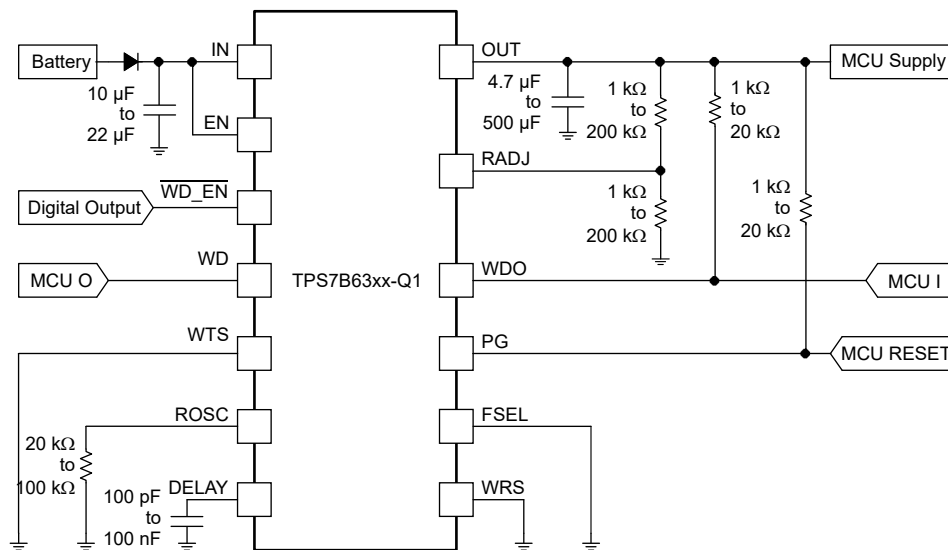 Battery
10 µF
to
22 µF
IN
EN
WD_EN
Digital Output
WD
MCU O
WTS
ROSC
20 kΩ
to
100 kΩ
DELAY
100 pF
to
100 nF
TPS7B63xx-Q1
OUT
4.7 µF
to
500 µF
1 kΩ
to
200 kΩ
1 kΩ
to
20 kΩ
MCU Supply
RADJ
1 kΩ
to
200 kΩ
1 kΩ
to
20 kΩ
WDO
MCU I
PG
MCU RESET
FSEL
WRS